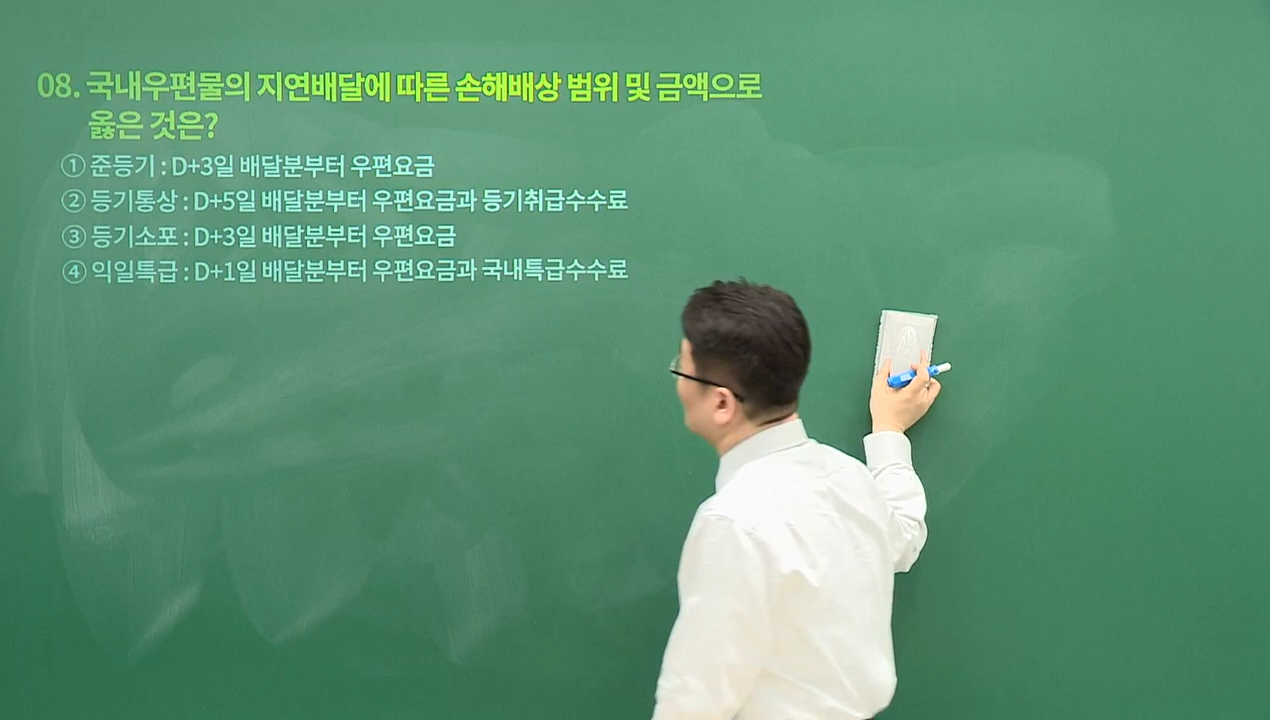 08. 국내우편물의 지연배달에 따른 손해배상 범위 및 금액으로
옳은 것은?
① 준등기 : D+3일 배달분부터 우편요금
② 등기통상 : D+5일 배달분부터 우편요금과 등기취급수수료
③ 등기소포 : D+3일 배달분부터 우편요금
④ 익일특급 : D+1일 배달분부터 우편요금과 국내특급수수료